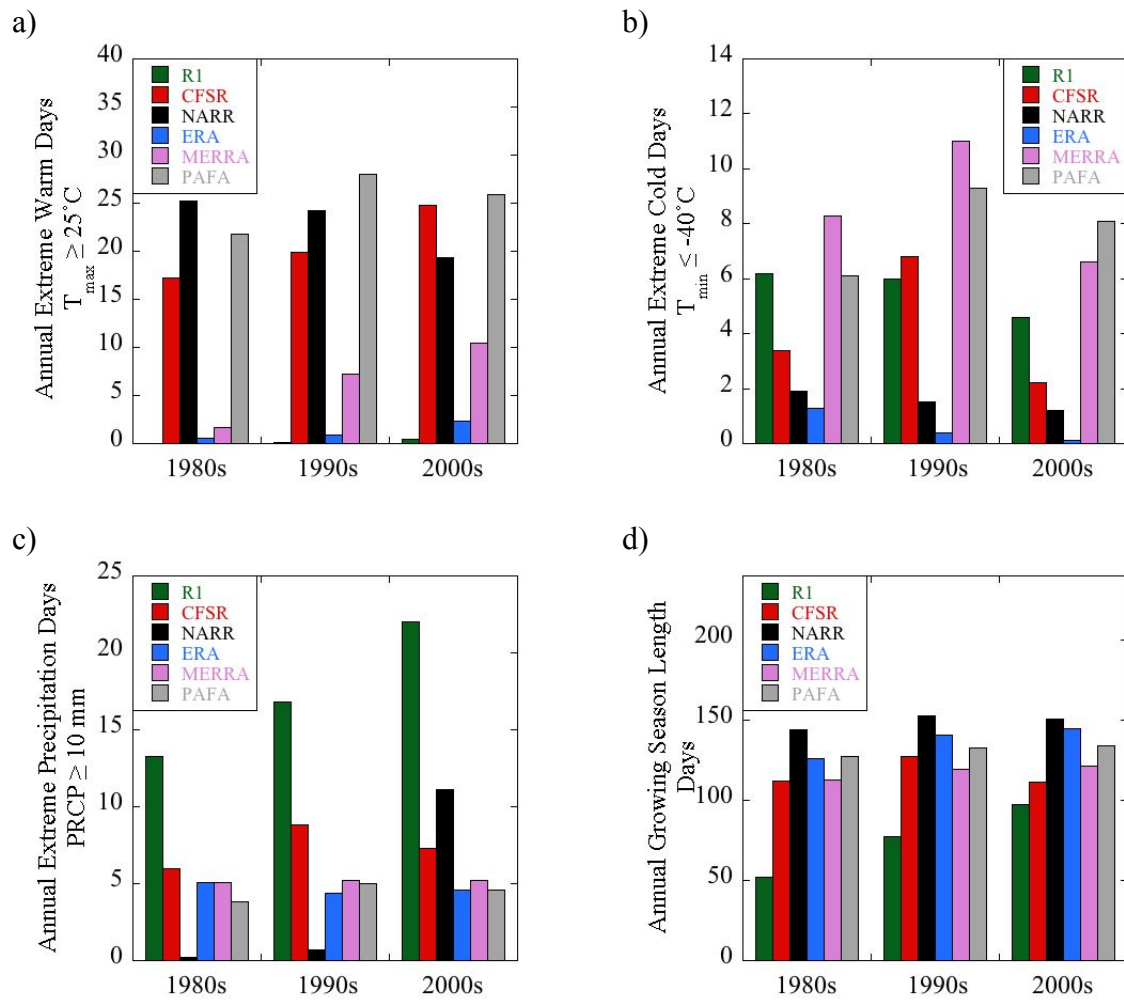 a)
Annual Extreme Warm Days
T max ≥ 25˚C
40
35
30
25
20
15
10
5
0
R1
CFSR
NARR
ERA
MERRA
PAFA
1980s 1990s 2000s
b)
Annual Extreme Cold Days
T min ≤ -40˚C
14
12
10
8
6
4
2
0
R1
CFSR
NARR
ERA
MERRA
PAFA
1980s 1990s 2000s
c)
Annual Extreme Precipitation Days
PRCP ≥ 10 mm
25
20
15
10
5
0
R1
CFSR
NARR
ERA
MERRA
PAFA
1980s 1990s 2000s
d)
Annual Growing Season Length
Days
200
150
100
50
0
R1
CFSR
NARR
ERA
MERRA
PAFA
1980s 1990s 2000s